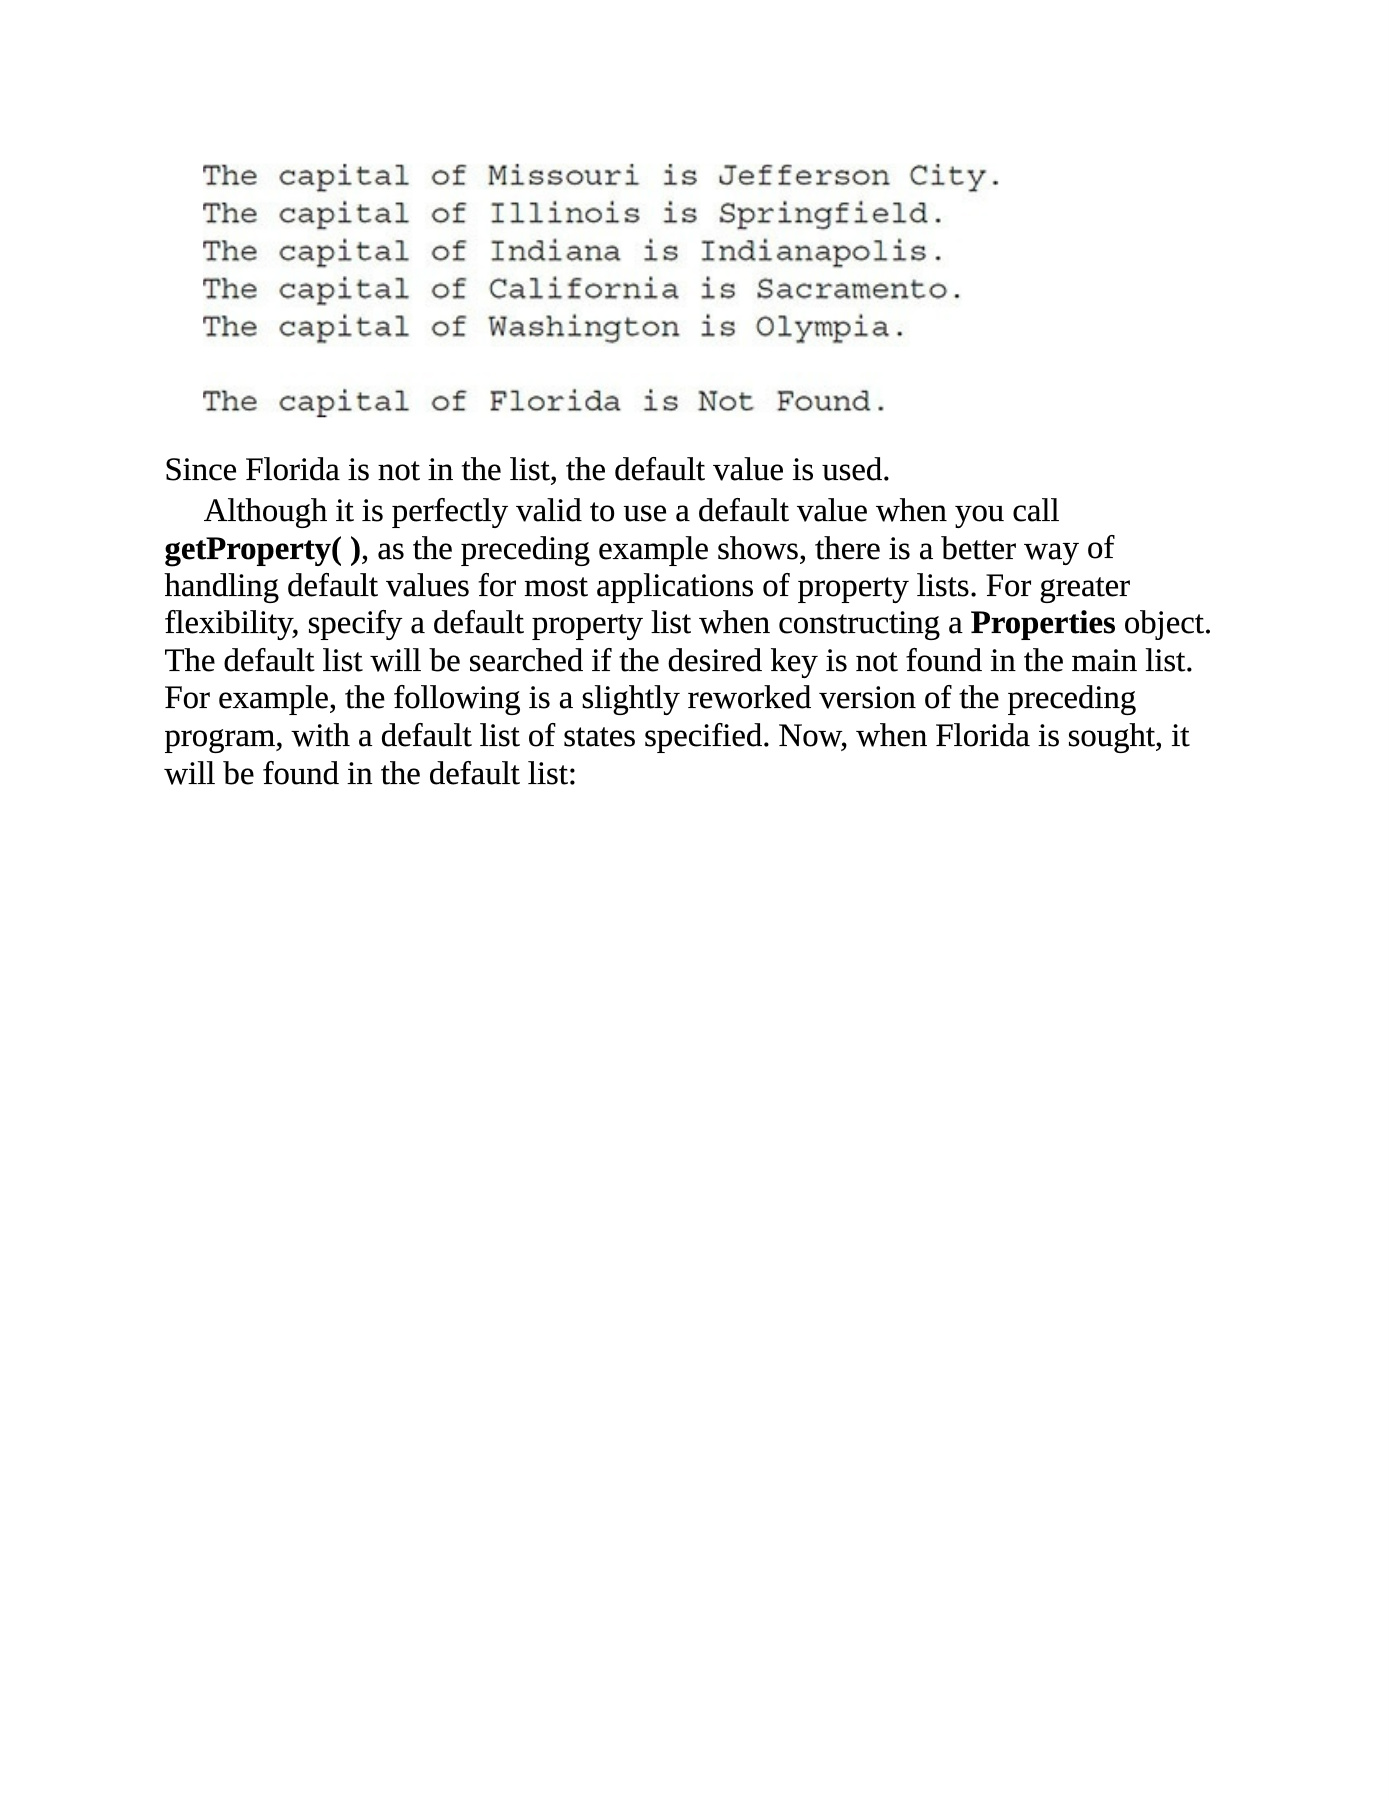 The capital of Missouri is Jefferson City.
The capital of Illinois is Springfield.
The capital of Indiana is Indianapolis.
The capital of California is Sacramento.
The capital of Washington is Olympia.
The capital of Florida is Not Found.
Since Florida is not in the list, the default value is used.
Although it is perfectly valid to use a default value when you call
getProperty( ), as the preceding example shows, there is a better way of
handling default values for most applications of property lists. For greater
flexibility, specify a default property list when constructing a Properties object.
The default list will be searched if the desired key is not found in the main list.
For example, the following is a slightly reworked version of the preceding
program, with a default list of states specified. Now, when Florida is sought, it
will be found in the default list: